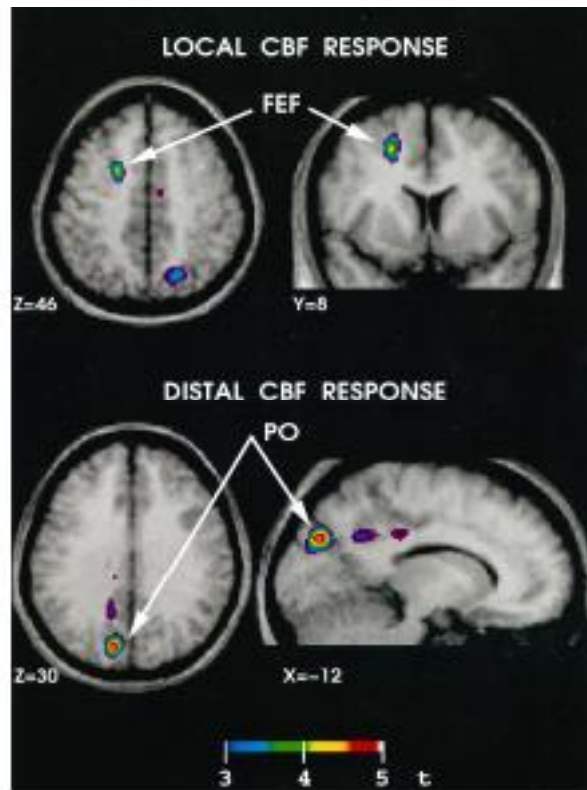 LOCAL CBF RESPONSE
FEF
Z=46
Y=8
DISTAL CBF RESPONSE
PO
Z=30
X=-12
3 4 5 t